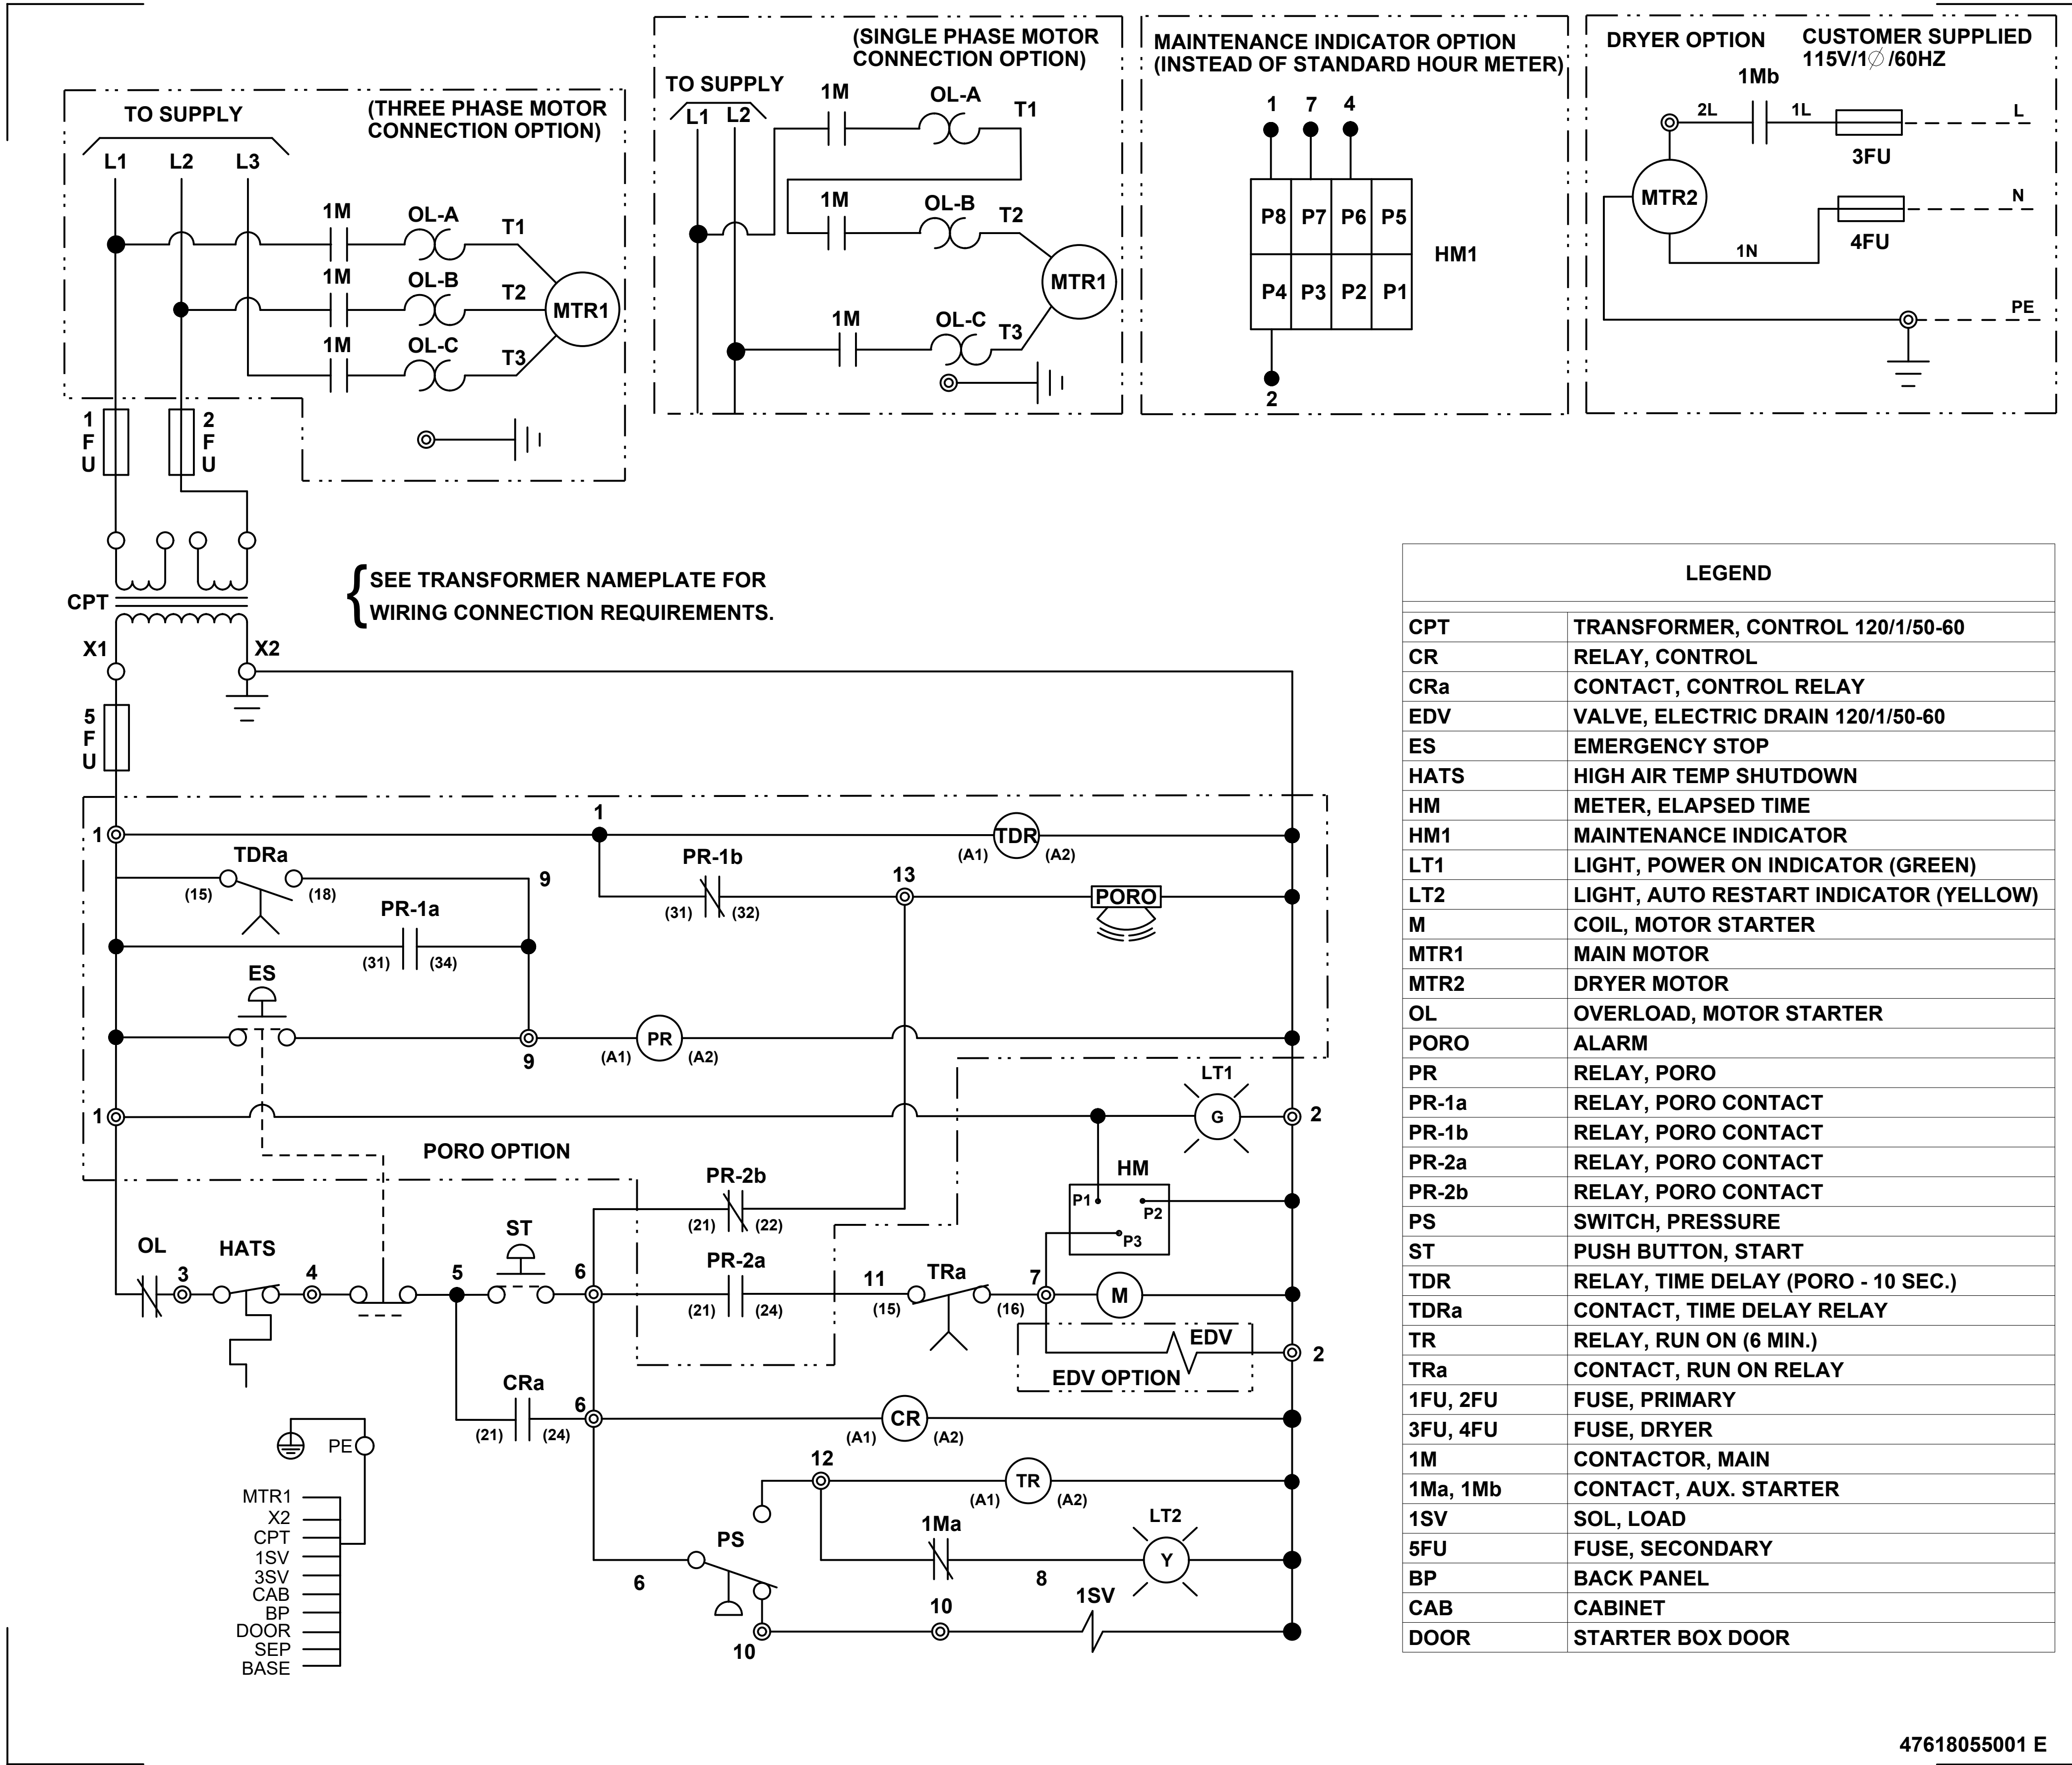 TO SUPPLY
(THREE PHASE MOTOR
CONNECTION OPTION)
L1 L2 L3
1M OL-A T1
1M OL-B T2
MTR1
1M OL-C T3
1
F
U
2
F
U
(SINGLE PHASE MOTOR
CONNECTION OPTION)
TO SUPPLY
L1 L2
1M OL-A T1
1M OL-B T2
MTR1
1M OL-C T3
MAINTENANCE INDICATOR OPTION
(INSTEAD OF STANDARD HOUR METER)
1 7 4
P8 P7 P6 P5
HM1
P4 P3 P2 P1
2
DRYER OPTION
CUSTOMER SUPPLIED
115V/1∅/60HZ
1Mb
2L 1L L
3FU
MTR2
N
4FU
1N
PE
CPT
{ SEE TRANSFORMER NAMEPLATE FOR
WIRING CONNECTION REQUIREMENTS.
X1 X2
5
F
U
1 1 TDR
(A1) (A2)
TDRa
(15) (18)
9
PR-1b
(31) (32)
13
PORO
PR-1a
(31) (34)
ES
9
PR
(A1) (A2)
LT1
1 G 2
PORO OPTION
HM
P1
P2
P3
PR-2b
(21) (22)
OL 3 HATS 4 5 ST 6
PR-2a
(21) (24)
11 TRa 7
(15) (16)
M
EDV
2
EDV OPTION
CRa
(21) (24)
6
CR
(A1) (A2)
PE
12
TR
(A1) (A2)
MTR1
X2
CPT
1SV
3SV
CAB
BP
DOOR
SEP
BASE
PS
6
1Ma
8
LT2
Y
1SV
10
10
LEGEND
CPT TRANSFORMER, CONTROL 120/1/50-60
CR RELAY, CONTROL
CRa CONTACT, CONTROL RELAY
EDV VALVE, ELECTRIC DRAIN 120/1/50-60
ES EMERGENCY STOP
HATS HIGH AIR TEMP SHUTDOWN
HM METER, ELAPSED TIME
HM1 MAINTENANCE INDICATOR
LT1 LIGHT, POWER ON INDICATOR (GREEN)
LT2 LIGHT, AUTO RESTART INDICATOR (YELLOW)
M COIL, MOTOR STARTER
MTR1 MAIN MOTOR
MTR2 DRYER MOTOR
OL OVERLOAD, MOTOR STARTER
PORO ALARM
PR RELAY, PORO
PR-1a RELAY, PORO CONTACT
PR-1b RELAY, PORO CONTACT
PR-2a RELAY, PORO CONTACT
PR-2b RELAY, PORO CONTACT
PS SWITCH, PRESSURE
ST PUSH BUTTON, START
TDR RELAY, TIME DELAY (PORO - 10 SEC.)
TDRa CONTACT, TIME DELAY RELAY
TR RELAY, RUN ON (6 MIN.)
TRa CONTACT, RUN ON RELAY
1FU, 2FU FUSE, PRIMARY
3FU, 4FU FUSE, DRYER
1M CONTACTOR, MAIN
1Ma, 1Mb CONTACT, AUX. STARTER
1SV SOL, LOAD
5FU FUSE, SECONDARY
BP BACK PANEL
CAB CABINET
DOOR STARTER BOX DOOR
47618055001 E